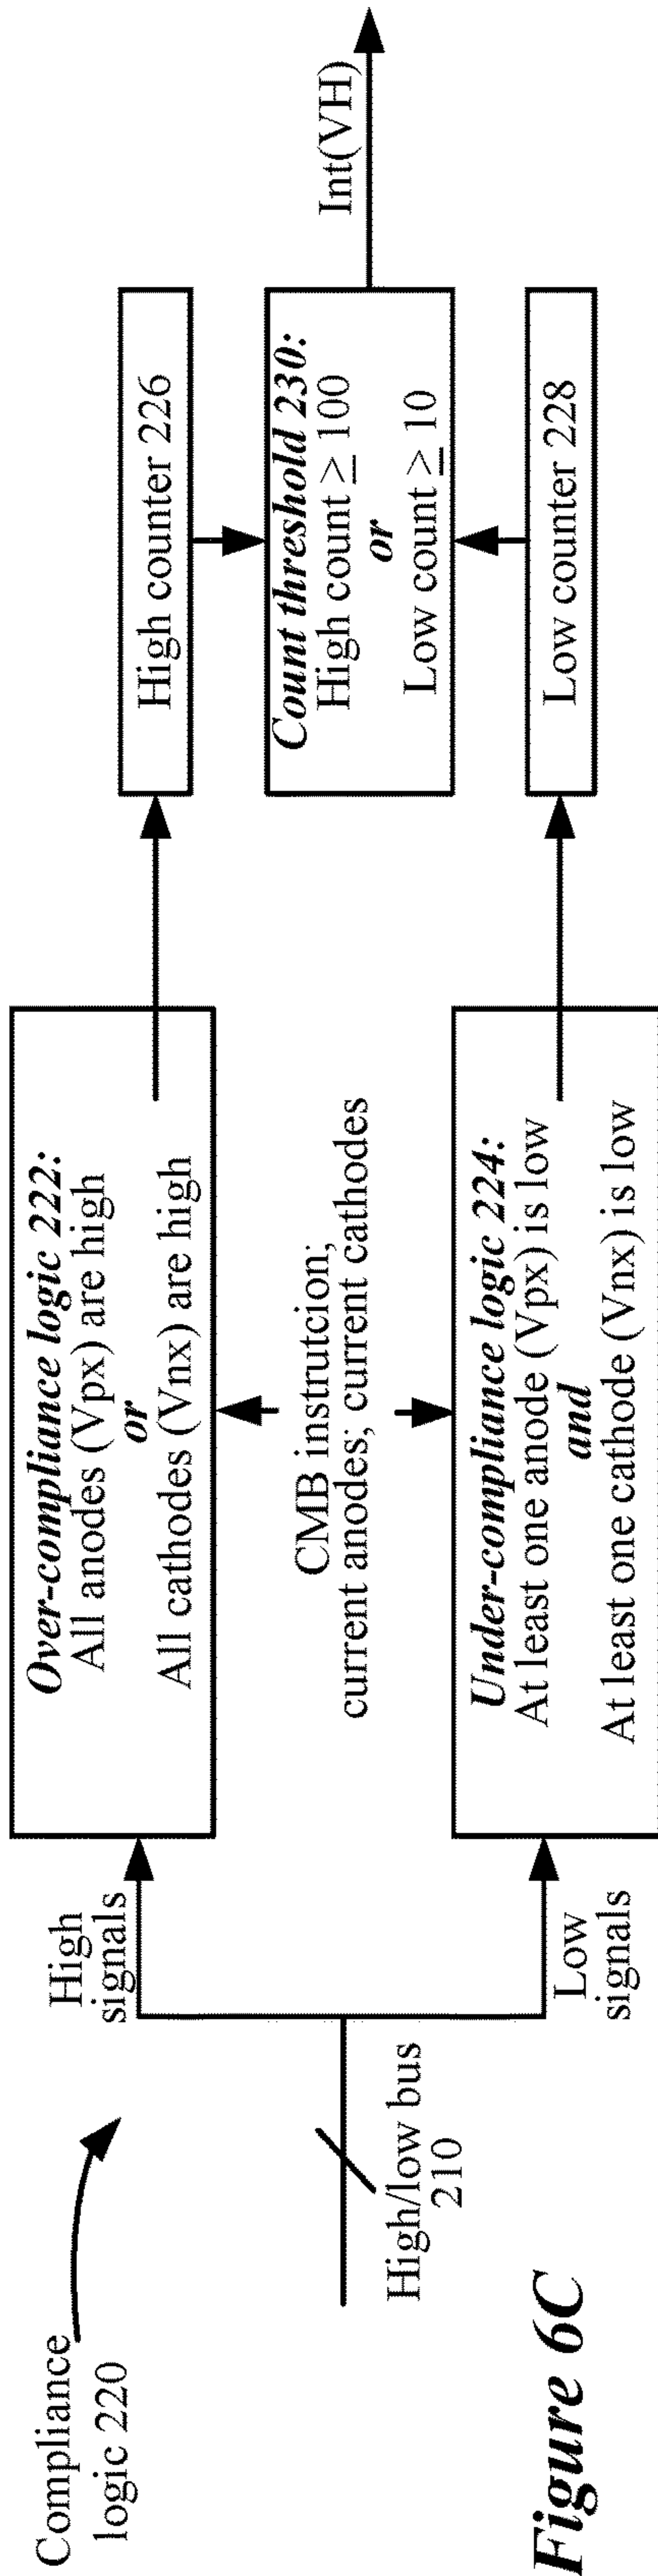 Compliance
logic 220
High/low bus
210
High
signals
Low
signals
Over-compliance logic 222:
All anodes (Vpx) are high
or
All cathodes (Vnx) are high
CMB instrutcion;
current anodes; current cathodes
Under-compliance logic 224:
At least one anode (Vpx) is low
and
At least one cathode (Vnx) is low
High counter 226
Count threshold 230:
High count ≥ 100
or
Low count ≥ 10
Low counter 228
Int(VH)
Figure 6C